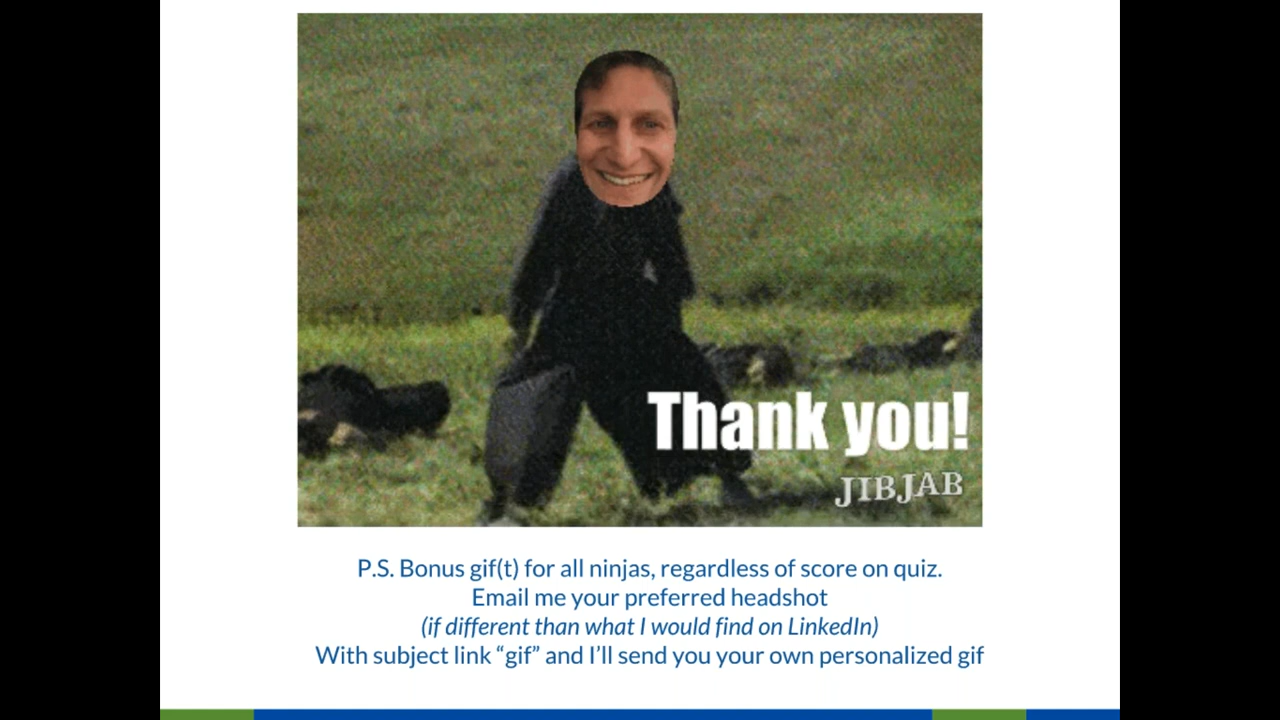 Thank you!
JIBJAB
P.S. Bonus gif(t) for all ninjas, regardless of score on quiz.
Email me your preferred headshot
(if different than what I would find on LinkedIn)
With subject link “gif” and I’ll send you your own personalized gif